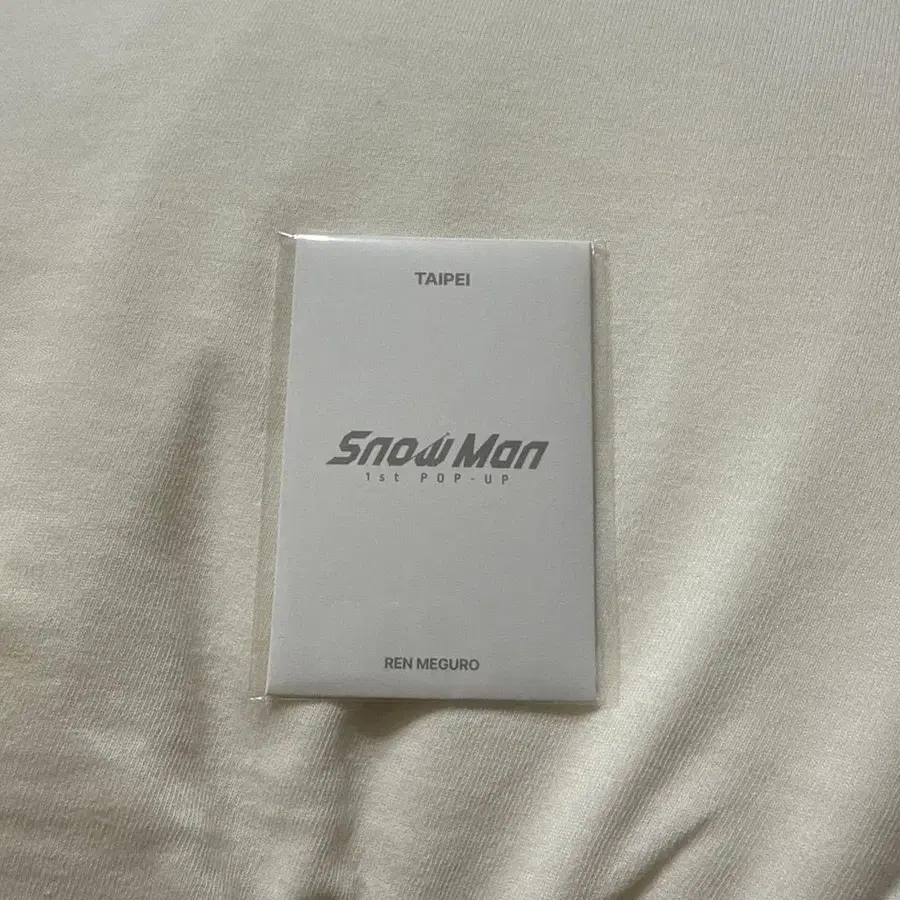 TAIPEI
Snow Man
1st POP-UP
REN MEGURO